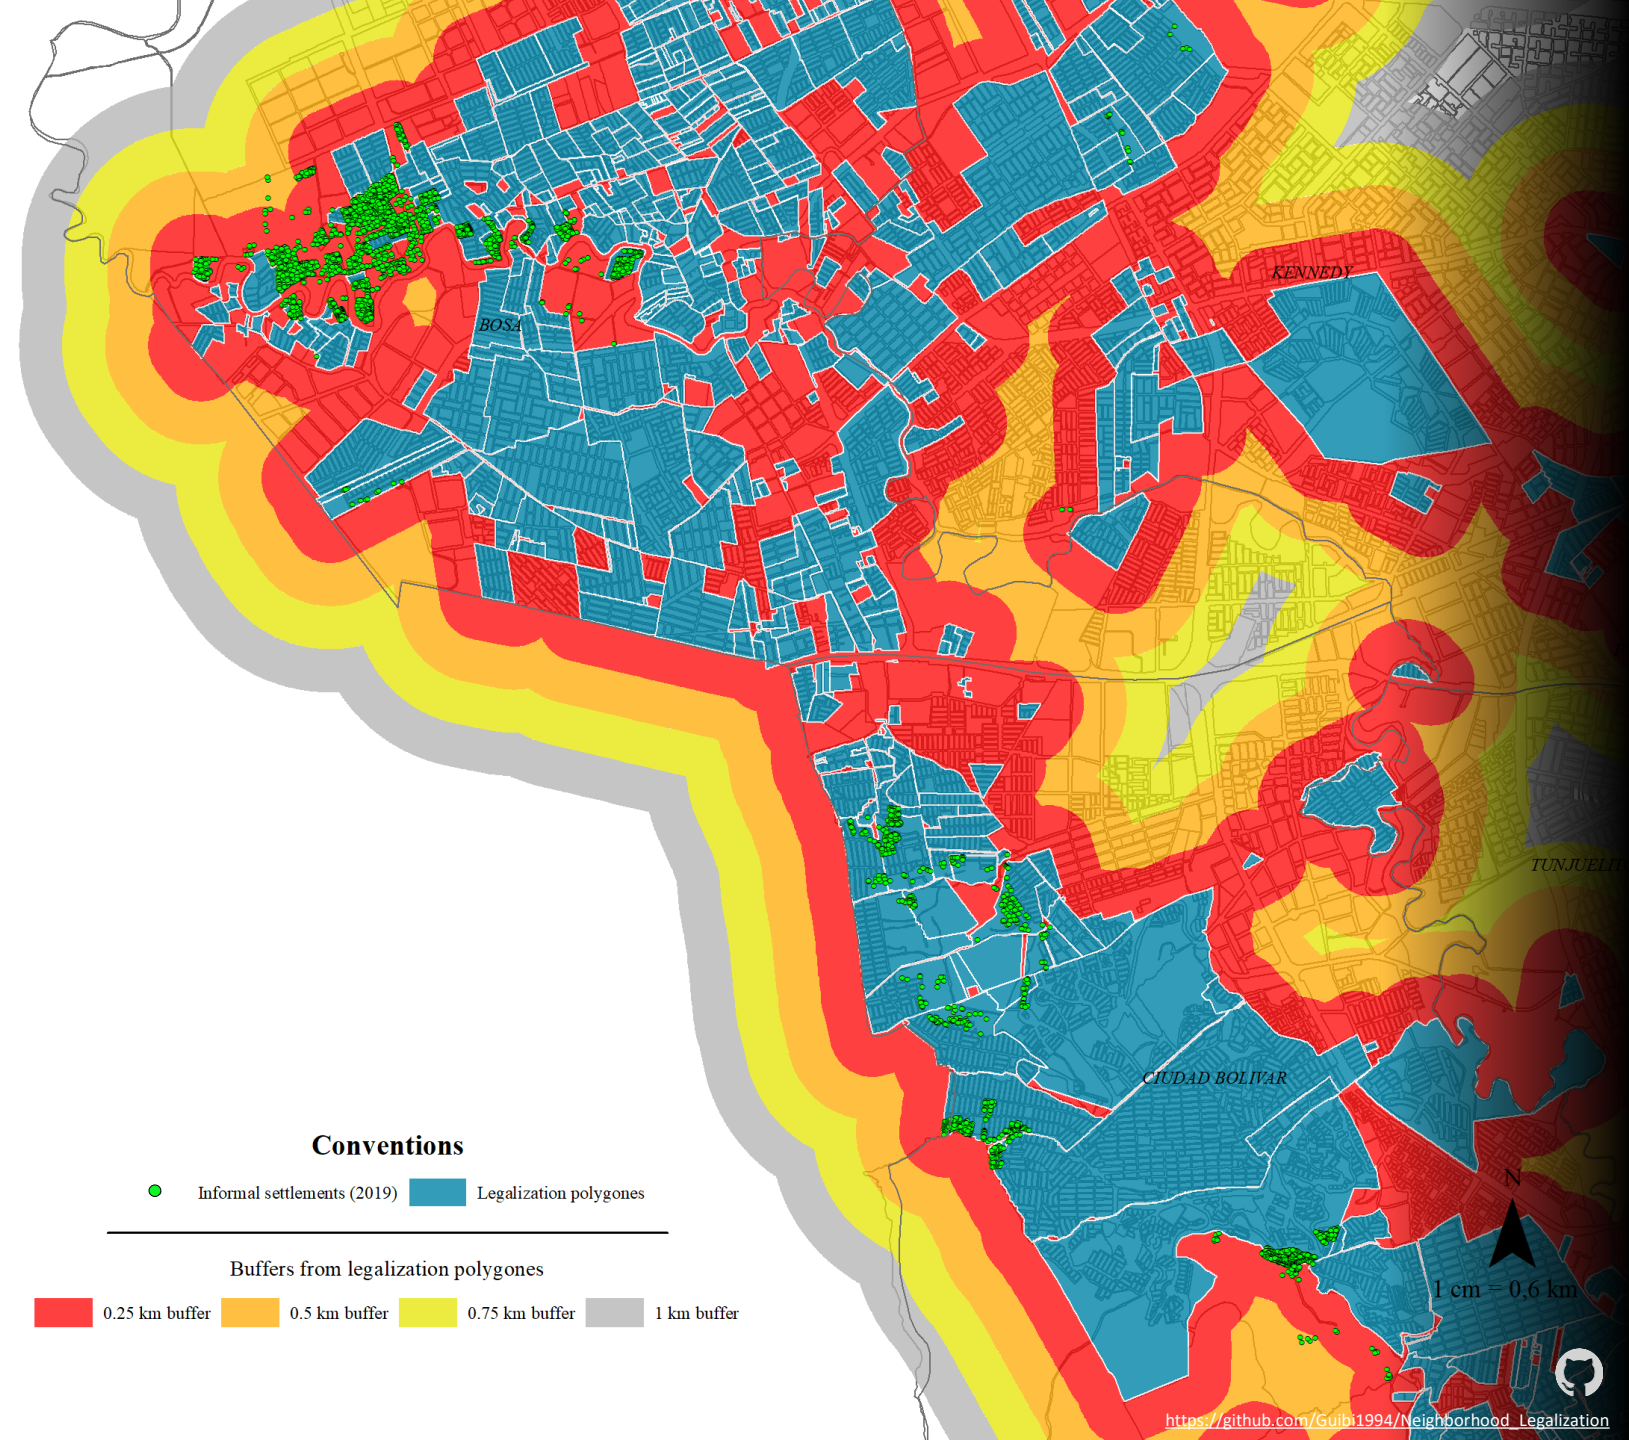 KENNEDY
BOSA
TUNJUELIT
CIUDAD BOLIVAR
Conventions
Informal settlements (2019)
Legalization polygones
Buffers from legalization polygones
0.25 km buffer
0.5 km buffer
0.75 km buffer
1 km buffer
N
1 cm = 0,6 km
https://github.com/Guibi1994/Neighborhood_Legalization